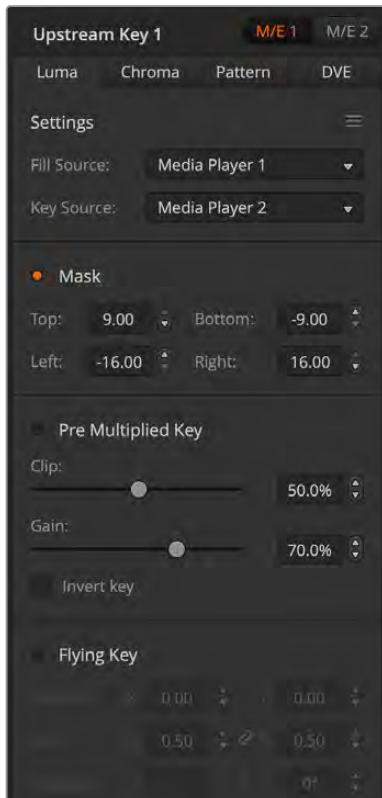 Upstream Key 1 M/E 1 M/E 2
Luma Chroma Pattern DVE
Settings
Fill Source: Media Player 1
Key Source: Media Player 2
Mask
Top: 9.00 Bottom: -9.00
Left: -16.00 Right: 16.00
Pre Multiplied Key
Clip:
50.0%
Gain:
70.0%
Invert key
Flying Key
0.00 0.00
0.50 0.50
0°